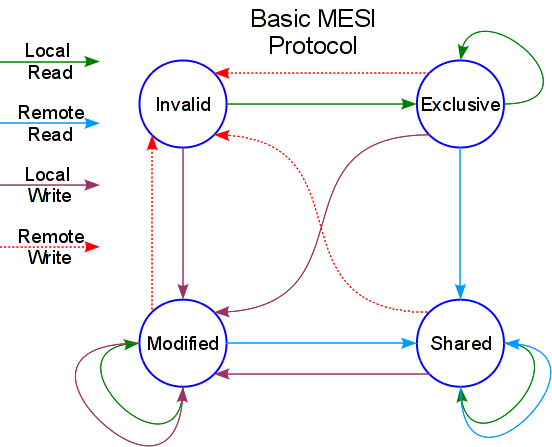 Basic MESI
Protocol
Local
Read
Remote
Read
Local
Write
Remote
Write
Invalid
Exclusive
Modified
Shared